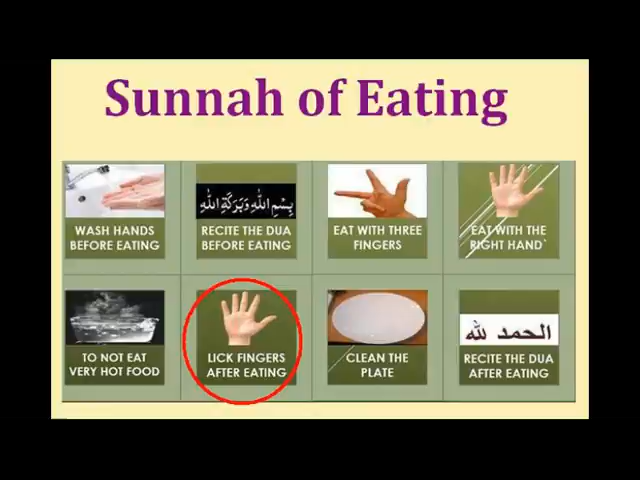 Sunnah of Eating
WASH HANDS
BEFORE EATING
بِسْمِ اللهِ وَبَرَكَةِ اللهِ
RECITE THE DUA
BEFORE EATING
EAT WITH THREE
FINGERS
EAT WITH THE
RIGHT HAND`
TO NOT EAT
VERY HOT FOOD
LICK FINGERS
AFTER EATING
CLEAN THE
PLATE
الحمد لله
RECITE THE DUA
AFTER EATING